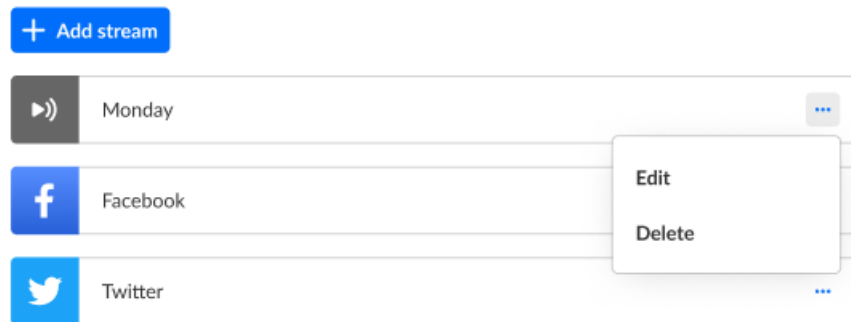 Add stream
Monday
Edit
Facebook
Delete
Twitter